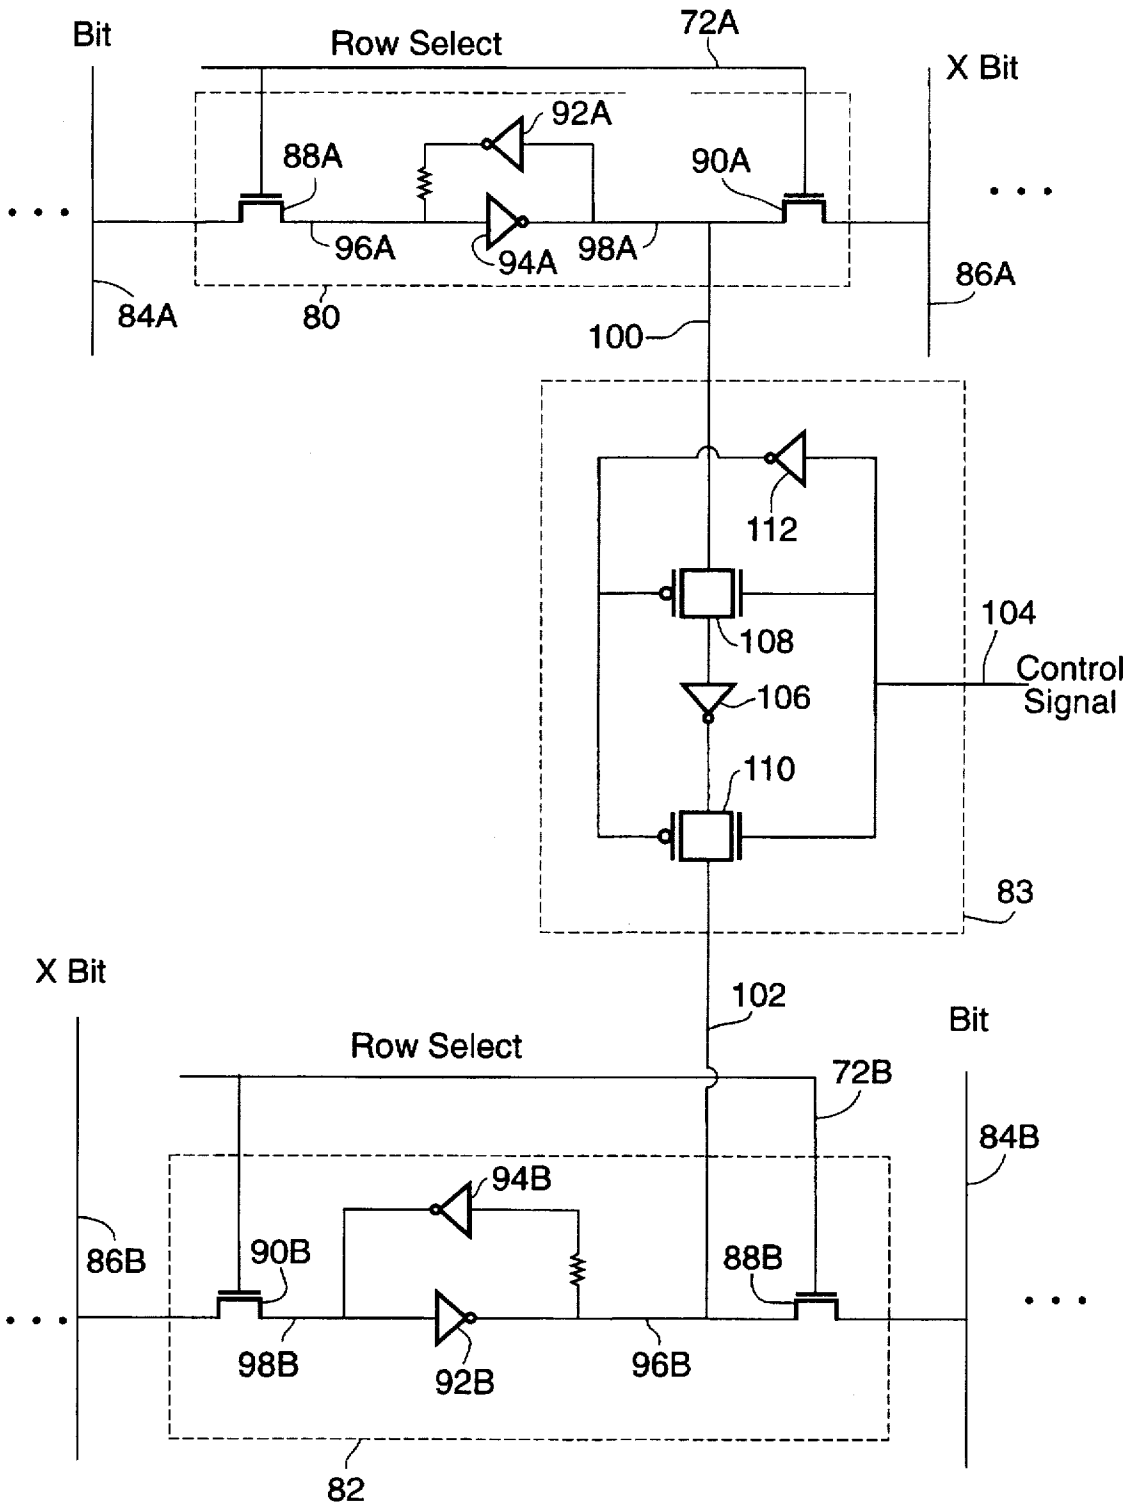 Bit
Row Select
72A
X Bit
92A
88A
90A
• • •
• • •
96A
94A
98A
84A
80
86A
100
112
104
108
Control
Signal
106
110
83
X Bit
102
Bit
Row Select
72B
84B
94B
86B
90B
88B
• • •
• • •
98B
92B
96B
82